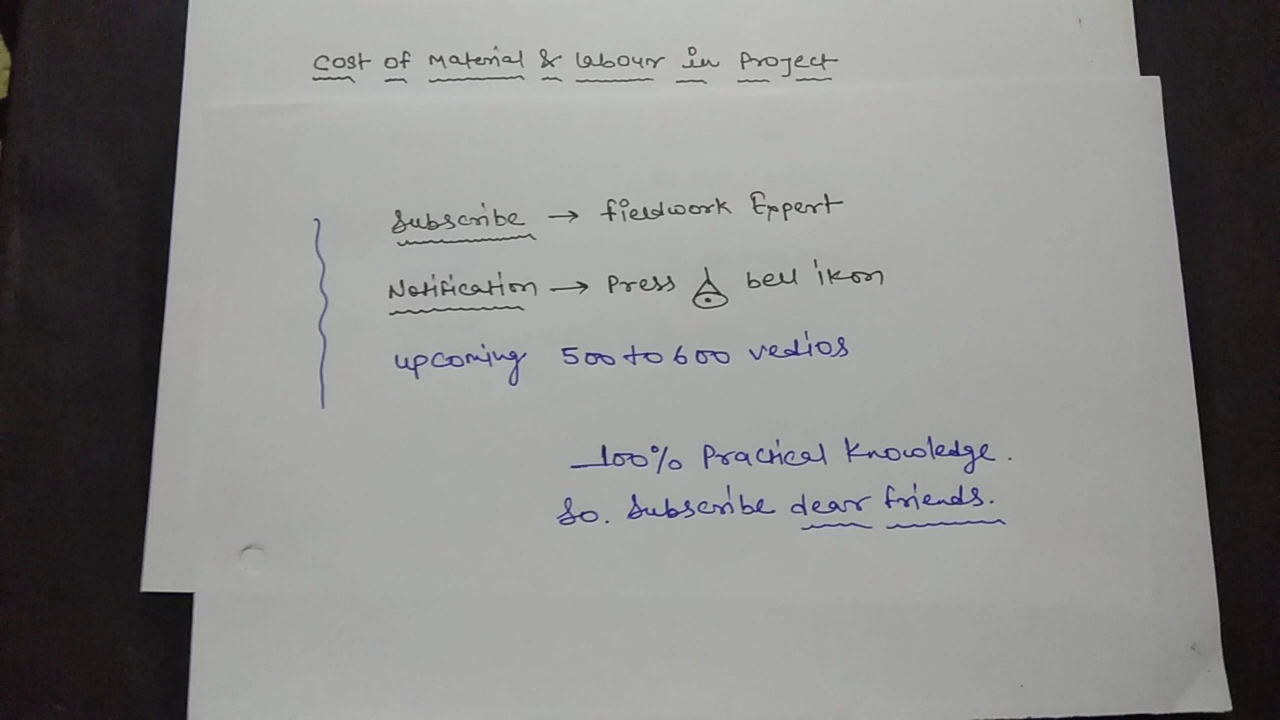 Cost of Material & Labour in Project
Subscribe → fieldwork Expert
Notification → Press bell ikon
upcoming 500 to 600 vedios
100% Practical Knowledge.
So. Subscribe dear friends.